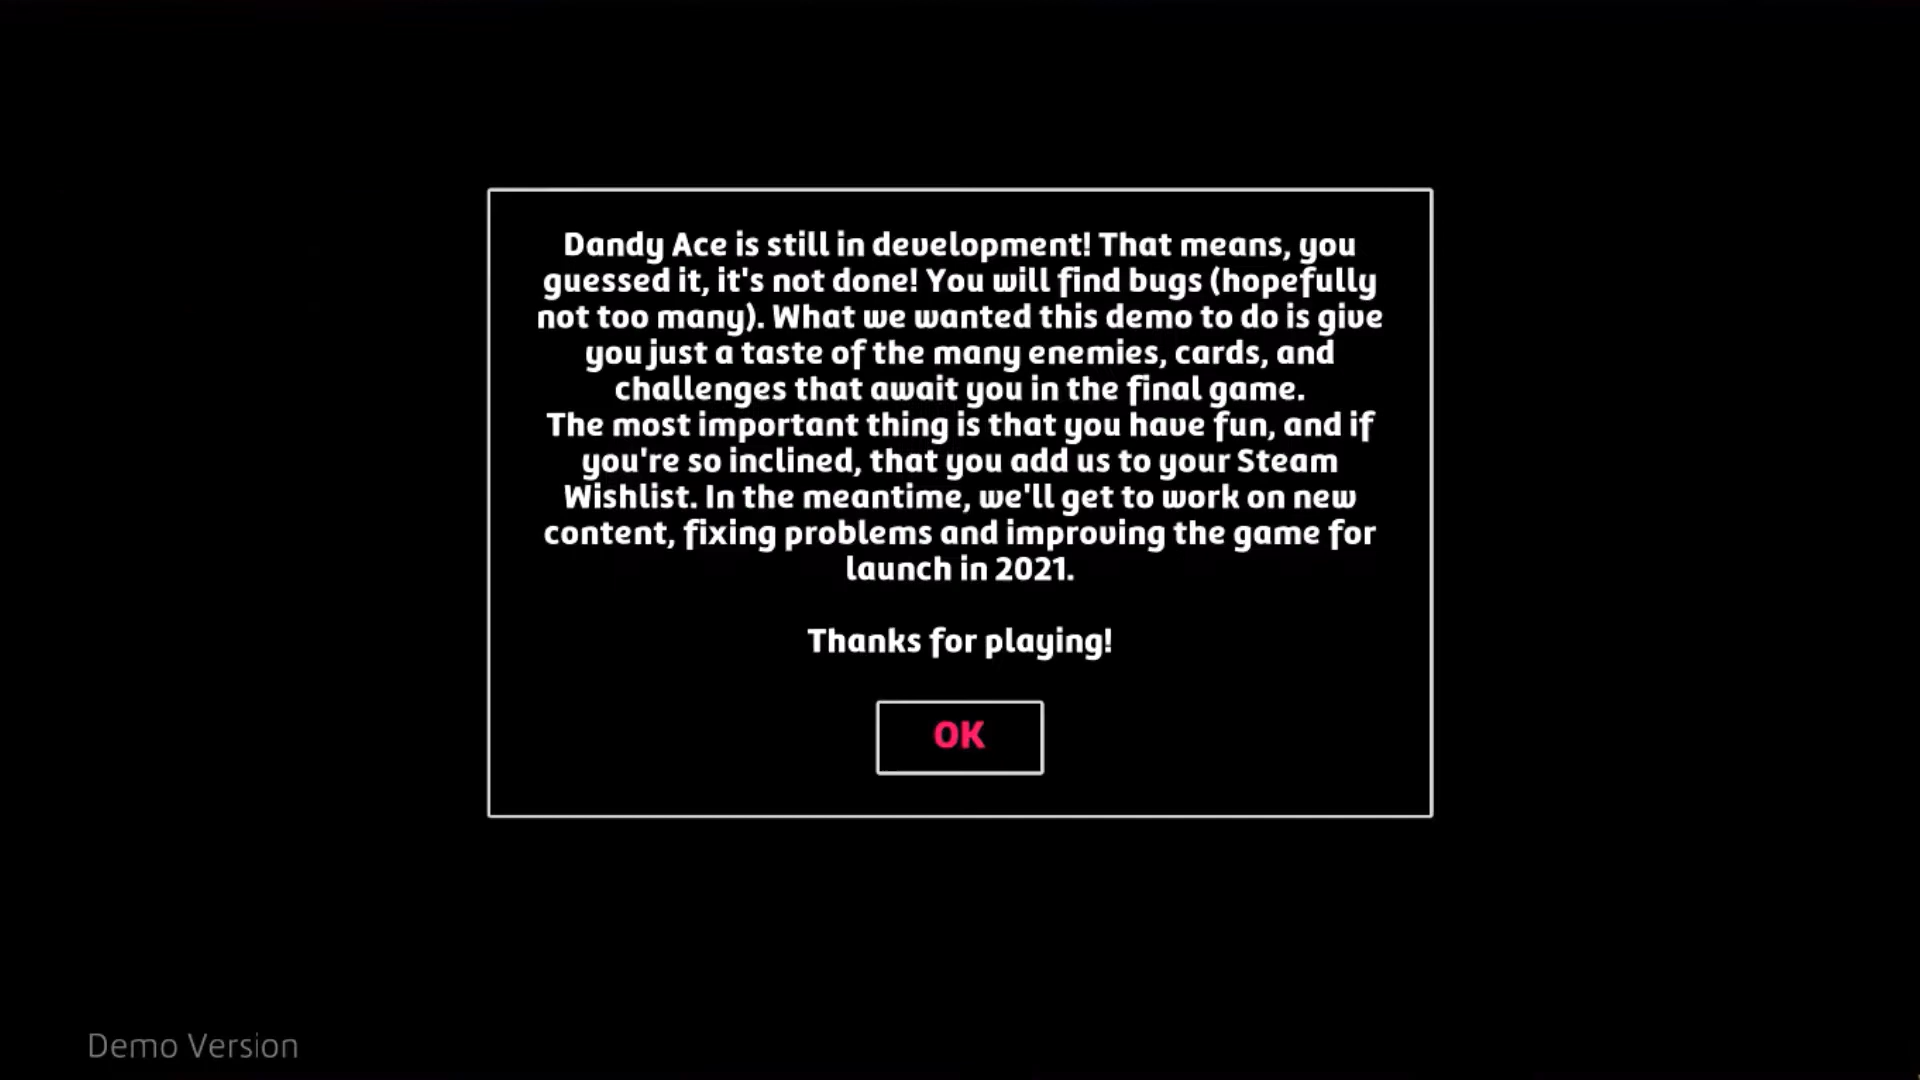 Dandy Ace is still in development! That means, you
guessed it, it's not done! You will find bugs (hopefully
not too many). What we wanted this demo to do is give
you just a taste of the many enemies, cards, and
challenges that await you in the final game.
The most important thing is that you have fun, and if
you're so inclined, that you add us to your Steam
Wishlist. In the meantime, we'll get to work on new
content, fixing problems and improving the game for
launch in 2021.
Thanks for playing!
OK
Demo Version